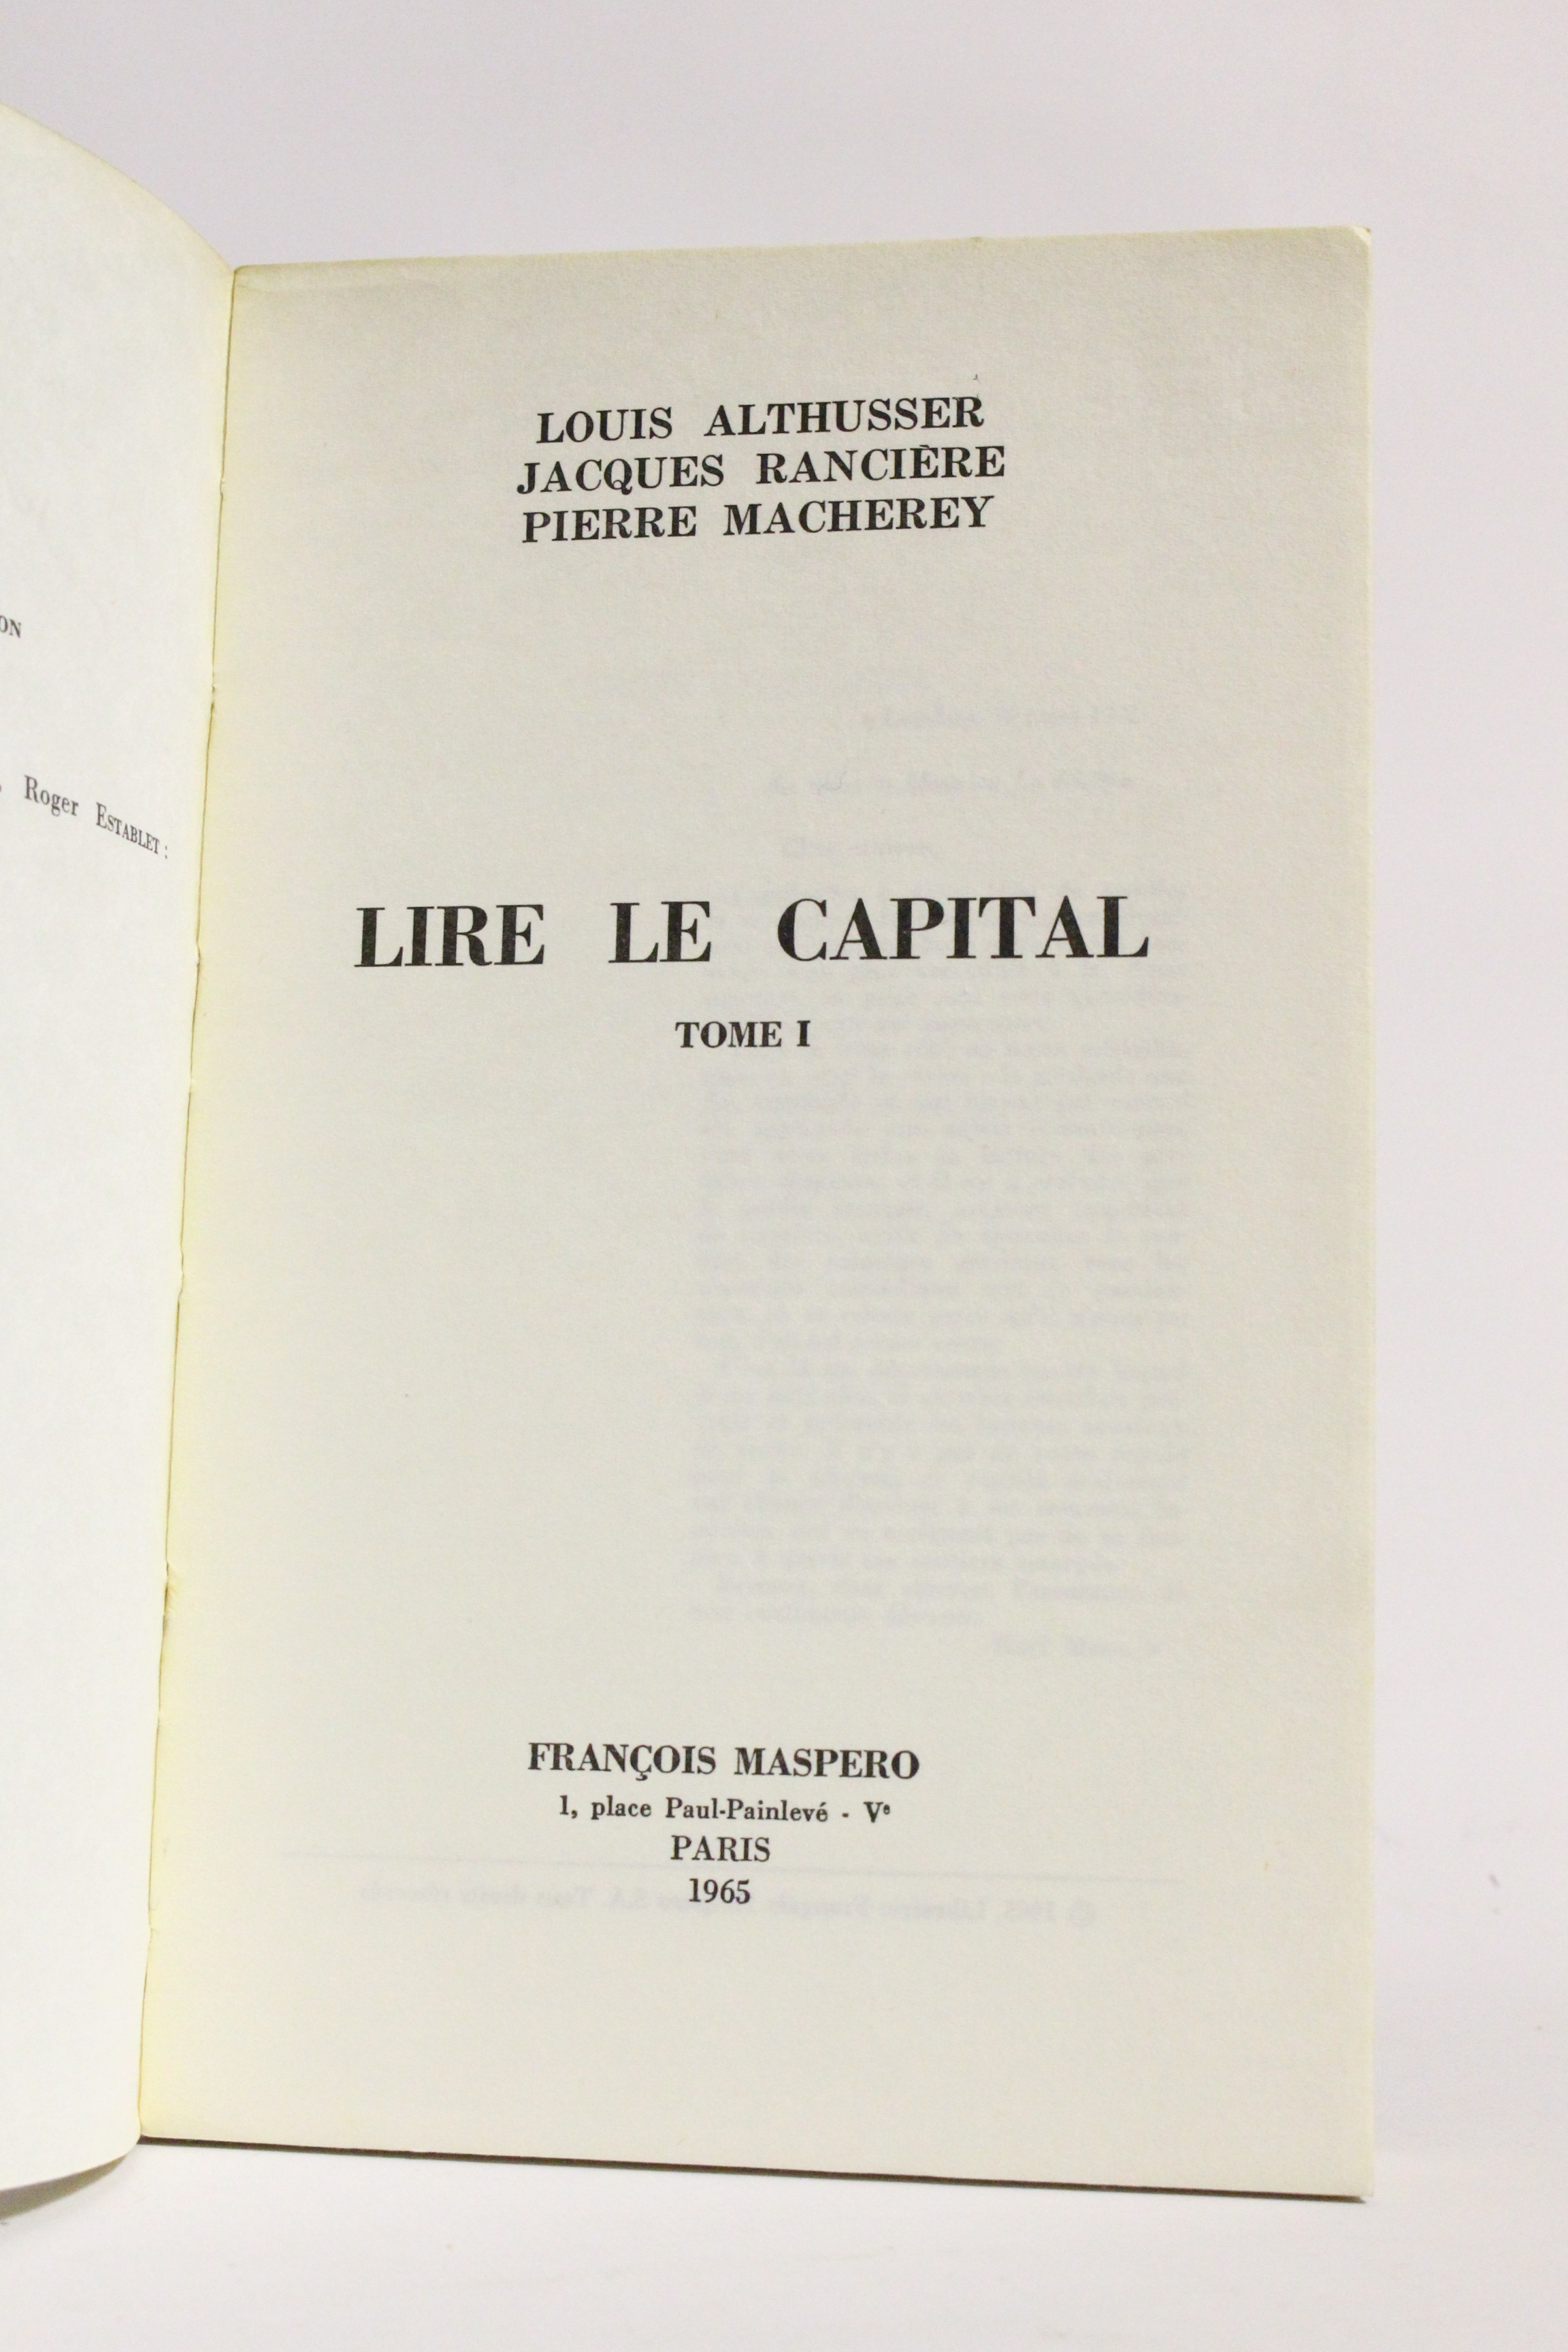 ON
Roger ESTABLET :
LOUIS ALTHUSSER
JACQUES RANCIÈRE
PIERRE MACHEREY
LIRE LE CAPITAL
TOME I
FRANÇOIS MASPERO
1, place Paul-Painlevé - Vᵉ
PARIS
1965